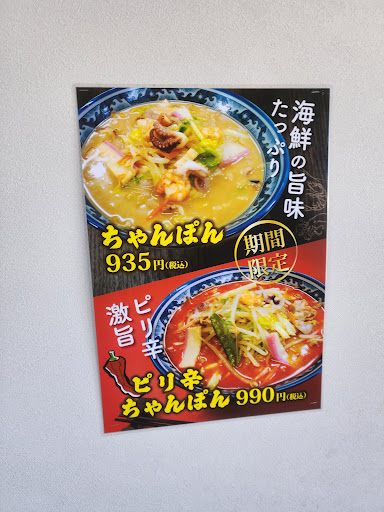 海鮮の旨味
たっぷり
ちゃんぽん
935円(税込)
期間
限定
ピリ辛
激旨
ピリ辛
ちゃんぽん 990円(税込)